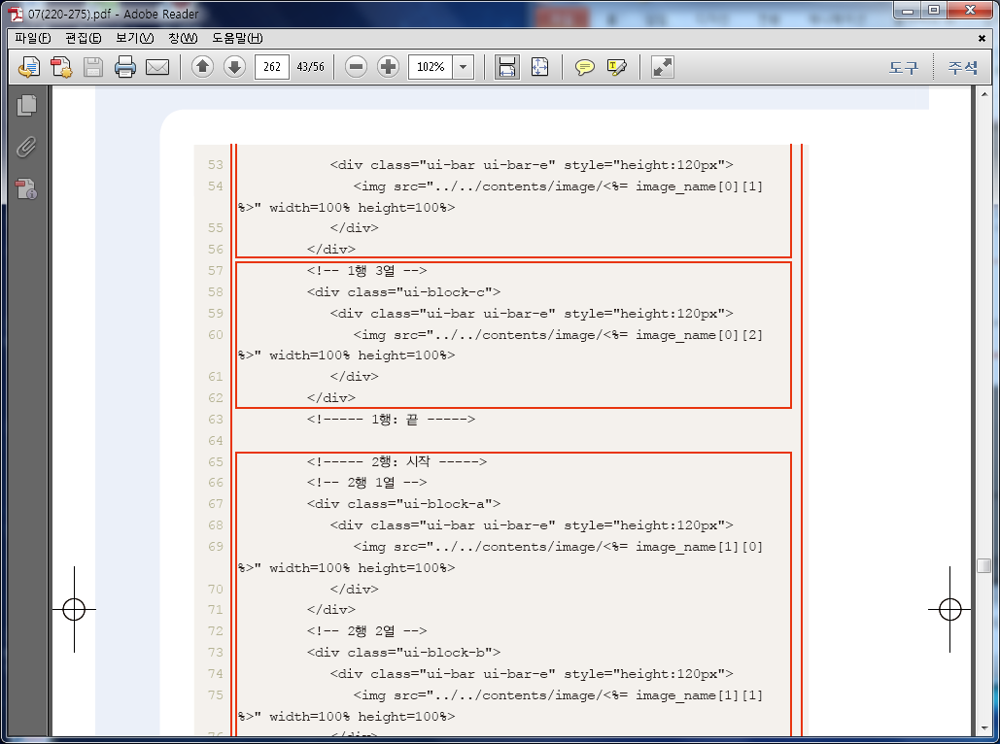 07(220-275).pdf - Adobe Reader
파일(F) 편집(E) 보기(V) 창(W) 도움말(H)
262 43/56 102% 도구 주석
53 <div class="ui-bar ui-bar-e" style="height:120px">
54 <img src="../../contents/image/<%= image_name[0][1]
%>" width=100% height=100%>
55 </div>
56 </div>
57 <!-- 1행 3열 -->
58 <div class="ui-block-c">
59 <div class="ui-bar ui-bar-e" style="height:120px">
60 <img src="../../contents/image/<%= image_name[0][2]
%>" width=100% height=100%>
61 </div>
62 </div>
63 <!----- 1행: 끝 ----->
64
65 <!----- 2행: 시작 ----->
66 <!-- 2행 1열 -->
67 <div class="ui-block-a">
68 <div class="ui-bar ui-bar-e" style="height:120px">
69 <img src="../../contents/image/<%= image_name[1][0]
%>" width=100% height=100%>
70 </div>
71 </div>
72 <!-- 2행 2열 -->
73 <div class="ui-block-b">
74 <div class="ui-bar ui-bar-e" style="height:120px">
75 <img src="../../contents/image/<%= image_name[1][1]
%>" width=100% height=100%>
76 </div>